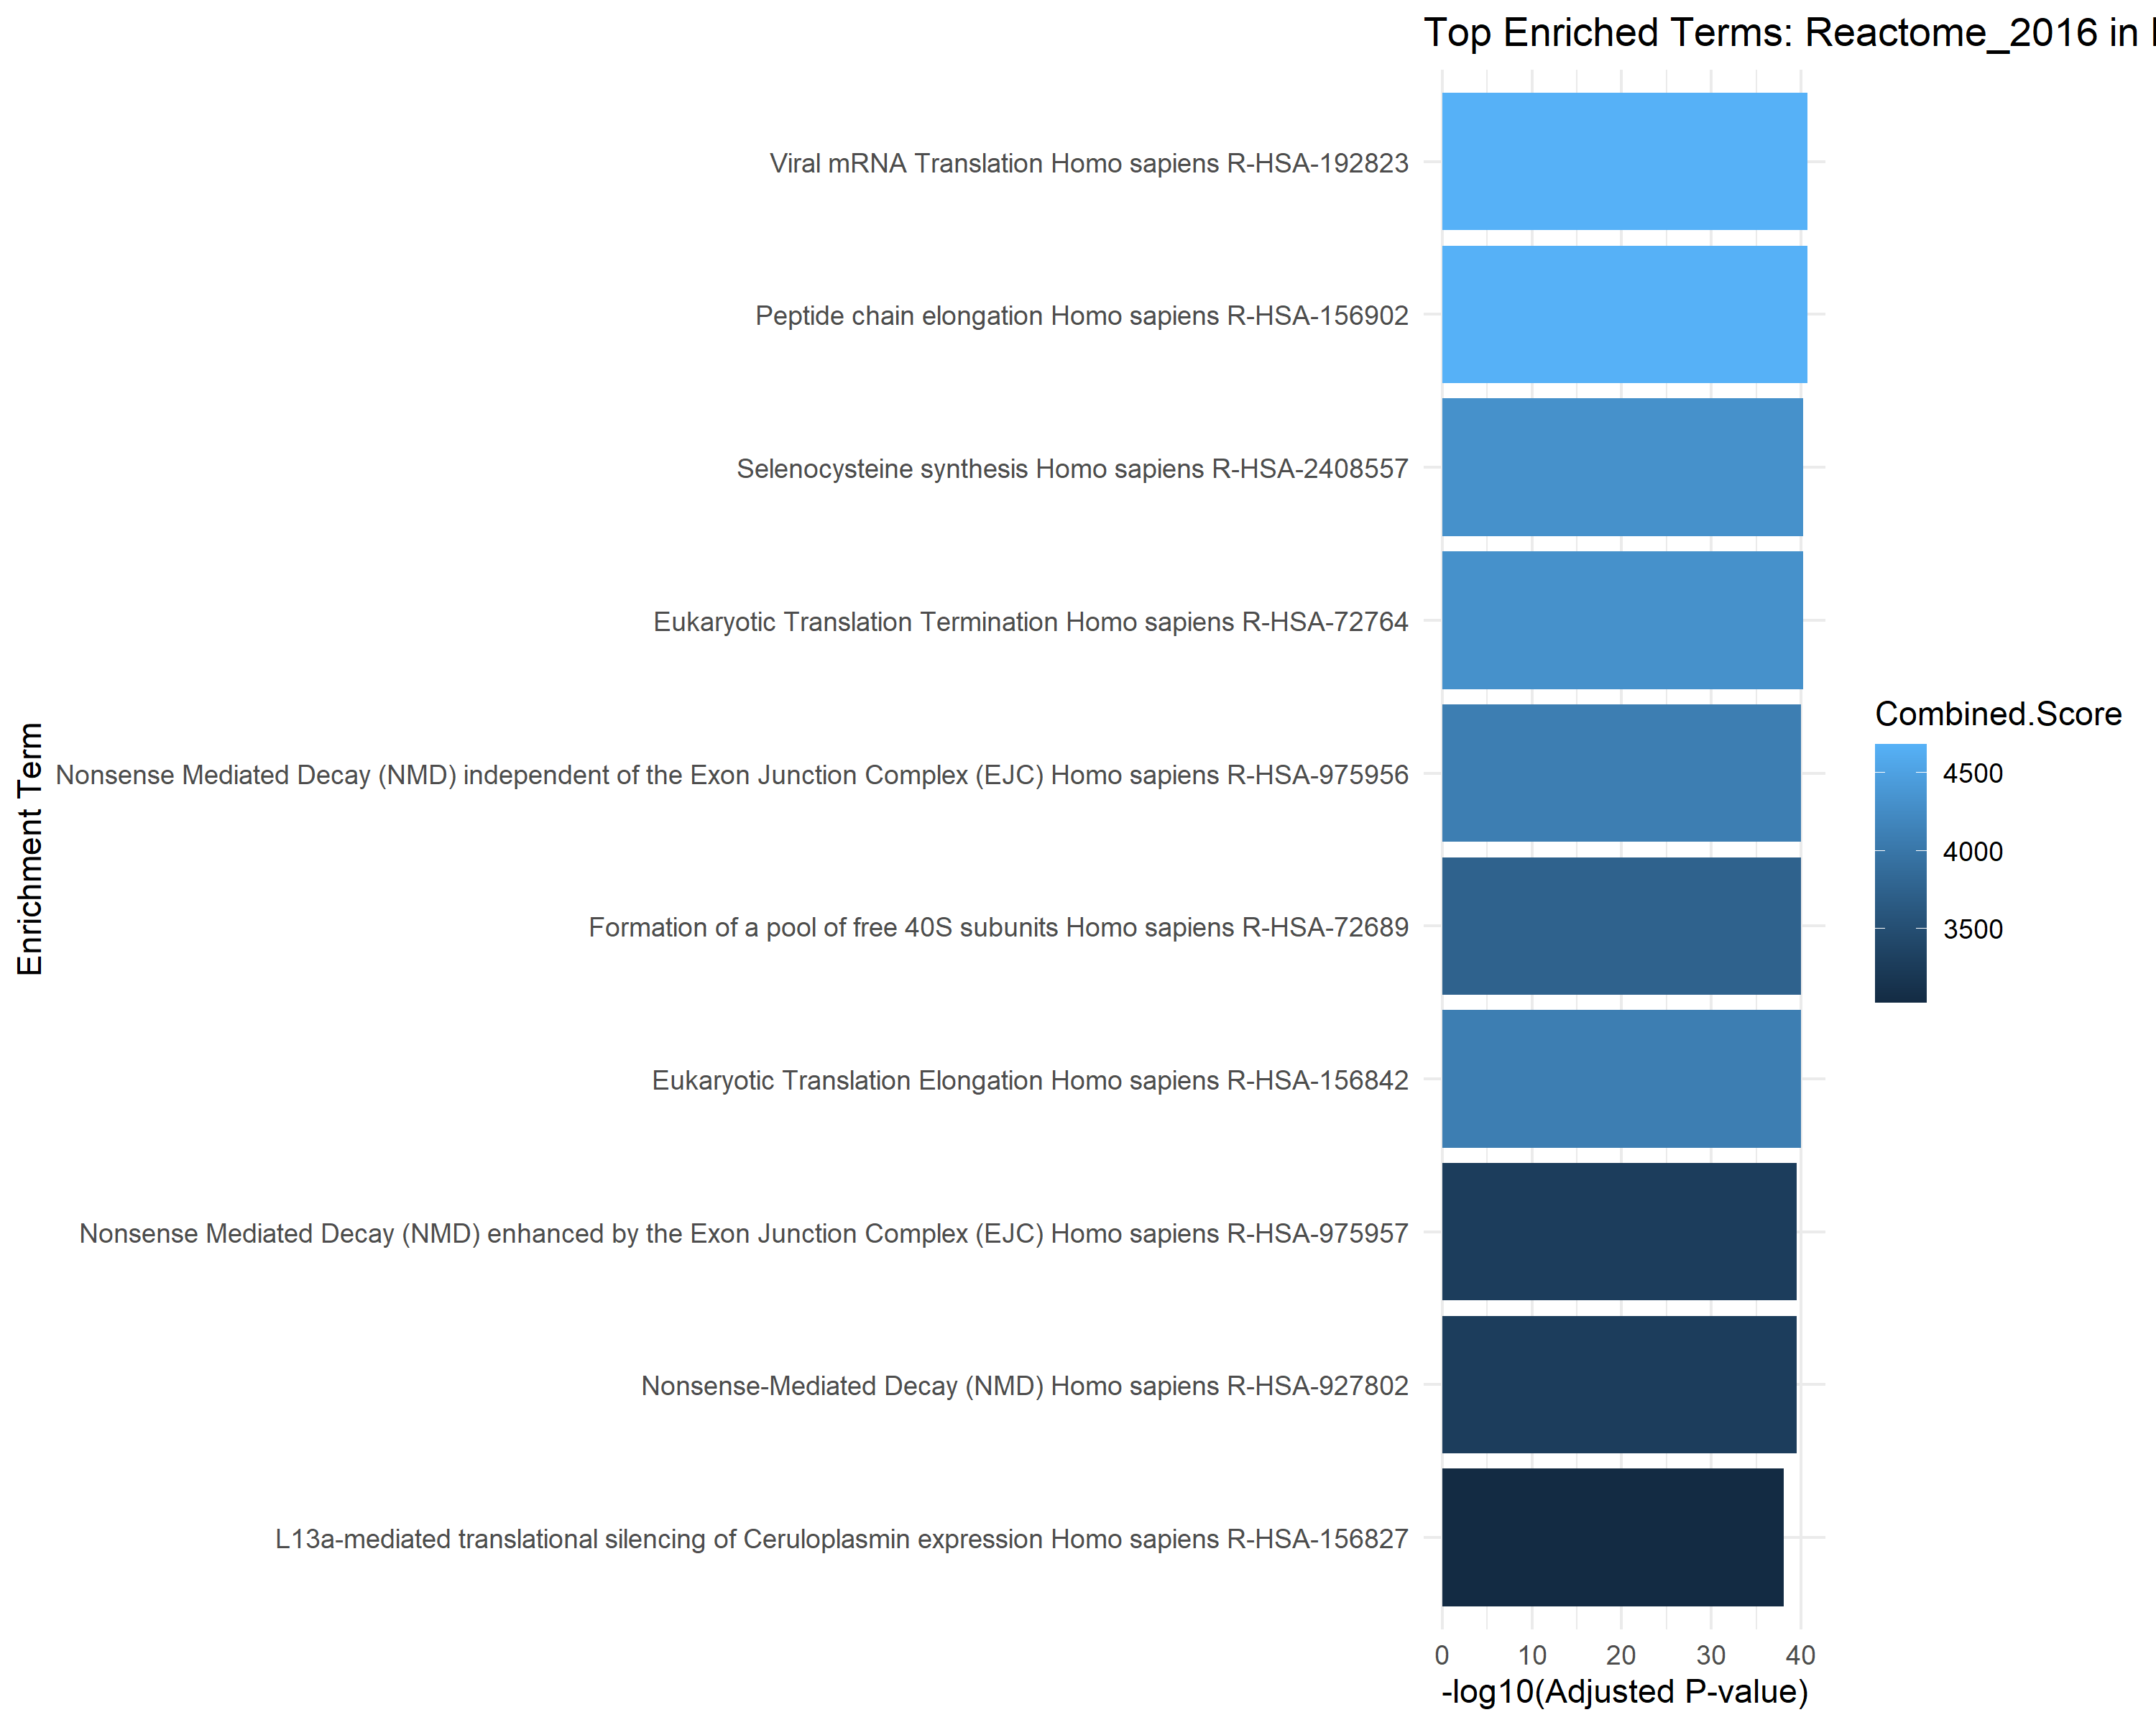 Top Enriched Terms: Reactome_2016 in
Viral mRNA Translation Homo sapiens R-HSA-192823
Peptide chain elongation Homo sapiens R-HSA-156902
Selenocysteine synthesis Homo sapiens R-HSA-2408557
Eukaryotic Translation Termination Homo sapiens R-HSA-72764
Nonsense Mediated Decay (NMD) independent of the Exon Junction Complex (EJC) Homo sapiens R-HSA-975956
Formation of a pool of free 40S subunits Homo sapiens R-HSA-72689
Eukaryotic Translation Elongation Homo sapiens R-HSA-156842
Nonsense Mediated Decay (NMD) enhanced by the Exon Junction Complex (EJC) Homo sapiens R-HSA-975957
Nonsense-Mediated Decay (NMD) Homo sapiens R-HSA-927802
L13a-mediated translational silencing of Ceruloplasmin expression Homo sapiens R-HSA-156827
Enrichment Term
0 10 20 30 40
-log10(Adjusted P-value)
Combined.Score
4500
4000
3500